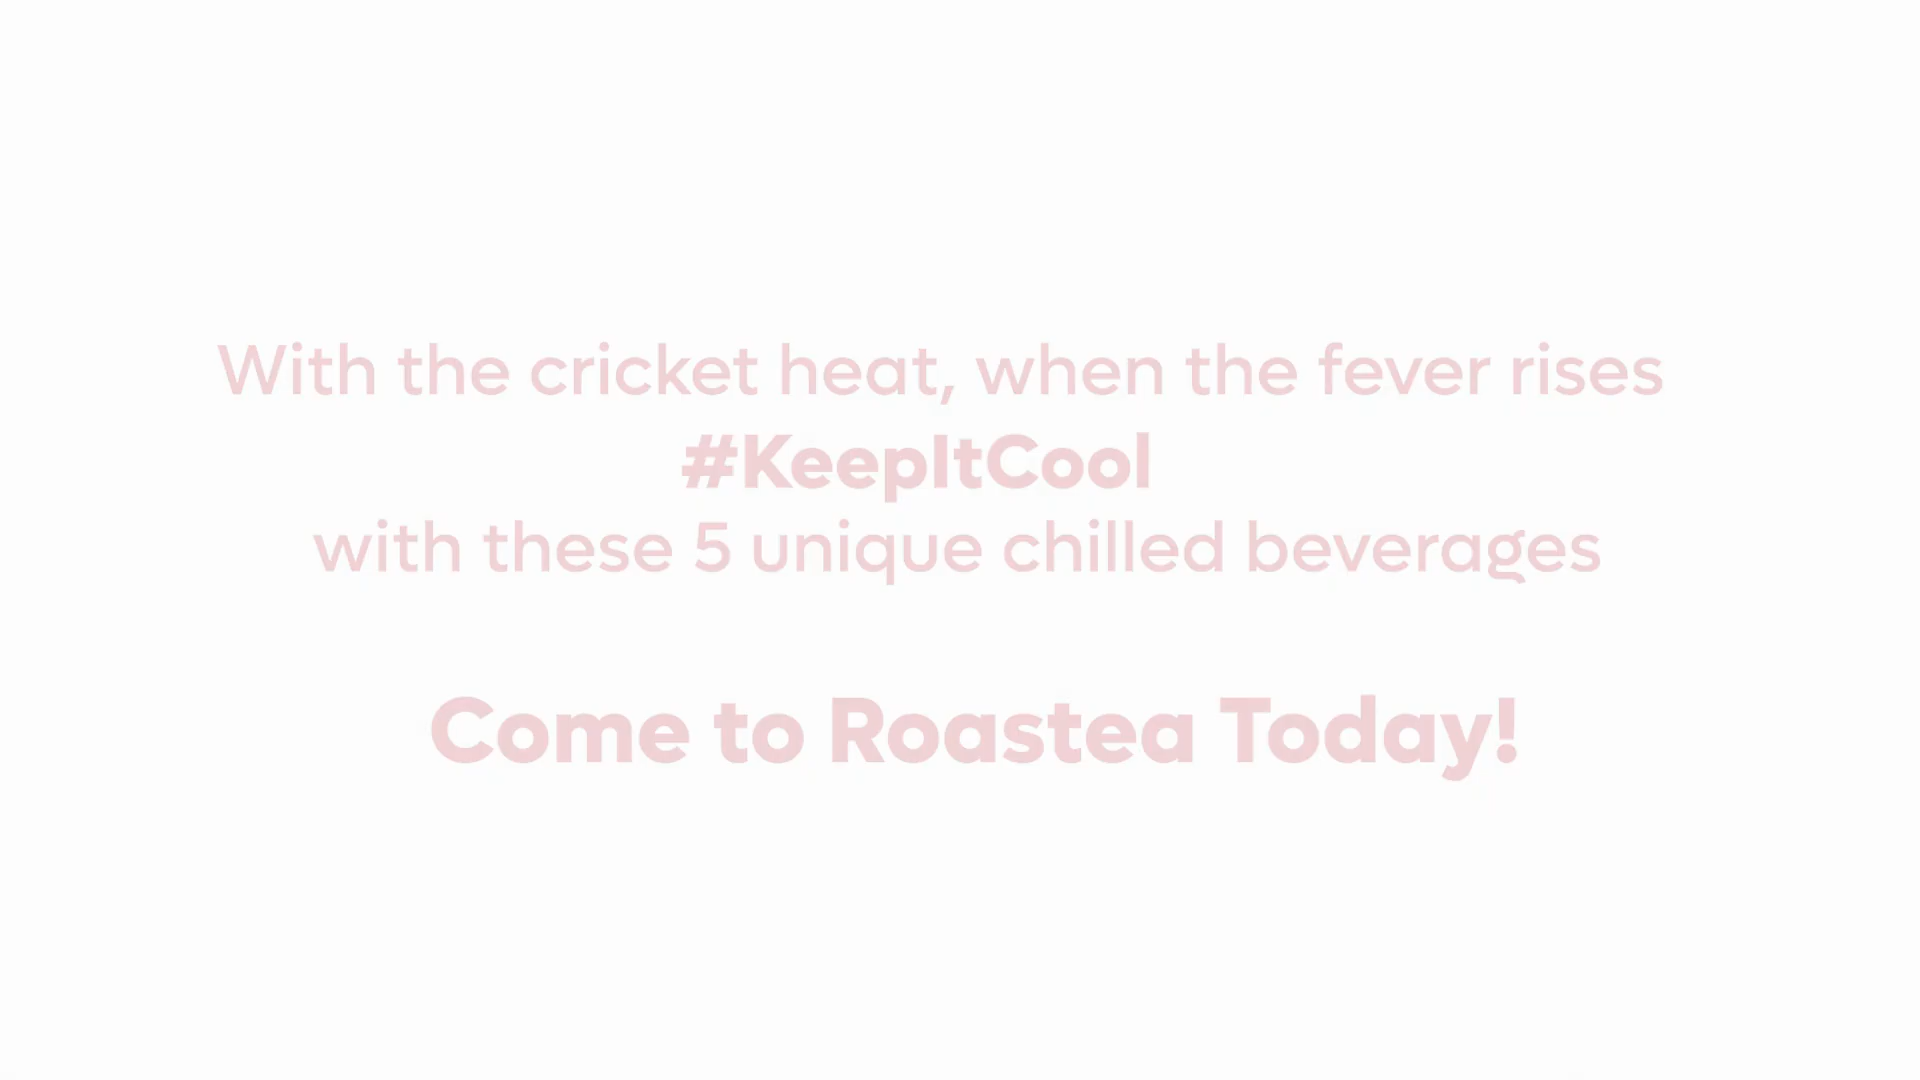 With the cricket heat, when the fever rises
#KeepItCool
with these 5 unique chilled beverages
Come to Roastea Today!